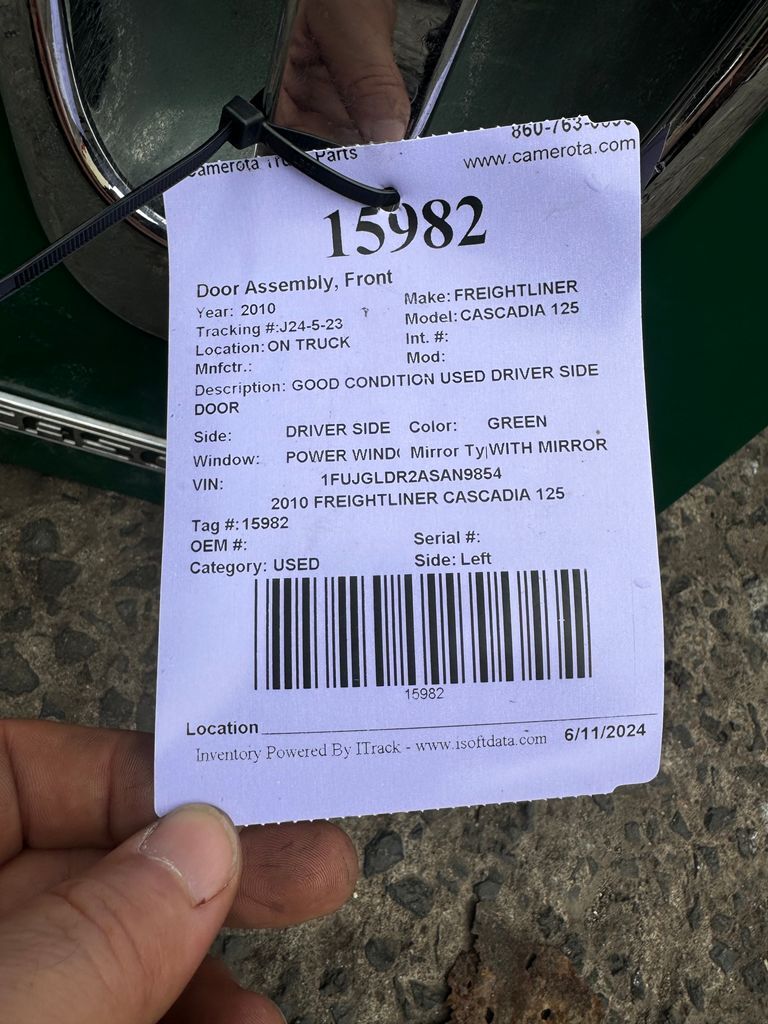 Camerota Truck Parts
860-763-
www.camerota.com
15982
Door Assembly, Front
Year: 2010
Make: FREIGHTLINER
Tracking #:J24-5-23
Model: CASCADIA 125
Location: ON TRUCK
Int. #:
Mnfctr.:
Mod:
Description: GOOD CONDITION USED DRIVER SIDE
DOOR
Side: DRIVER SIDE Color: GREEN
Window: POWER WIND Mirror Ty WITH MIRROR
VIN: 1FUJGLDR2ASAN9854
2010 FREIGHTLINER CASCADIA 125
Tag #: 15982
OEM #:
Serial #:
Category: USED
Side: Left
15982
Location
Inventory Powered By ITrack - www.isoftdata.com 6/11/2024